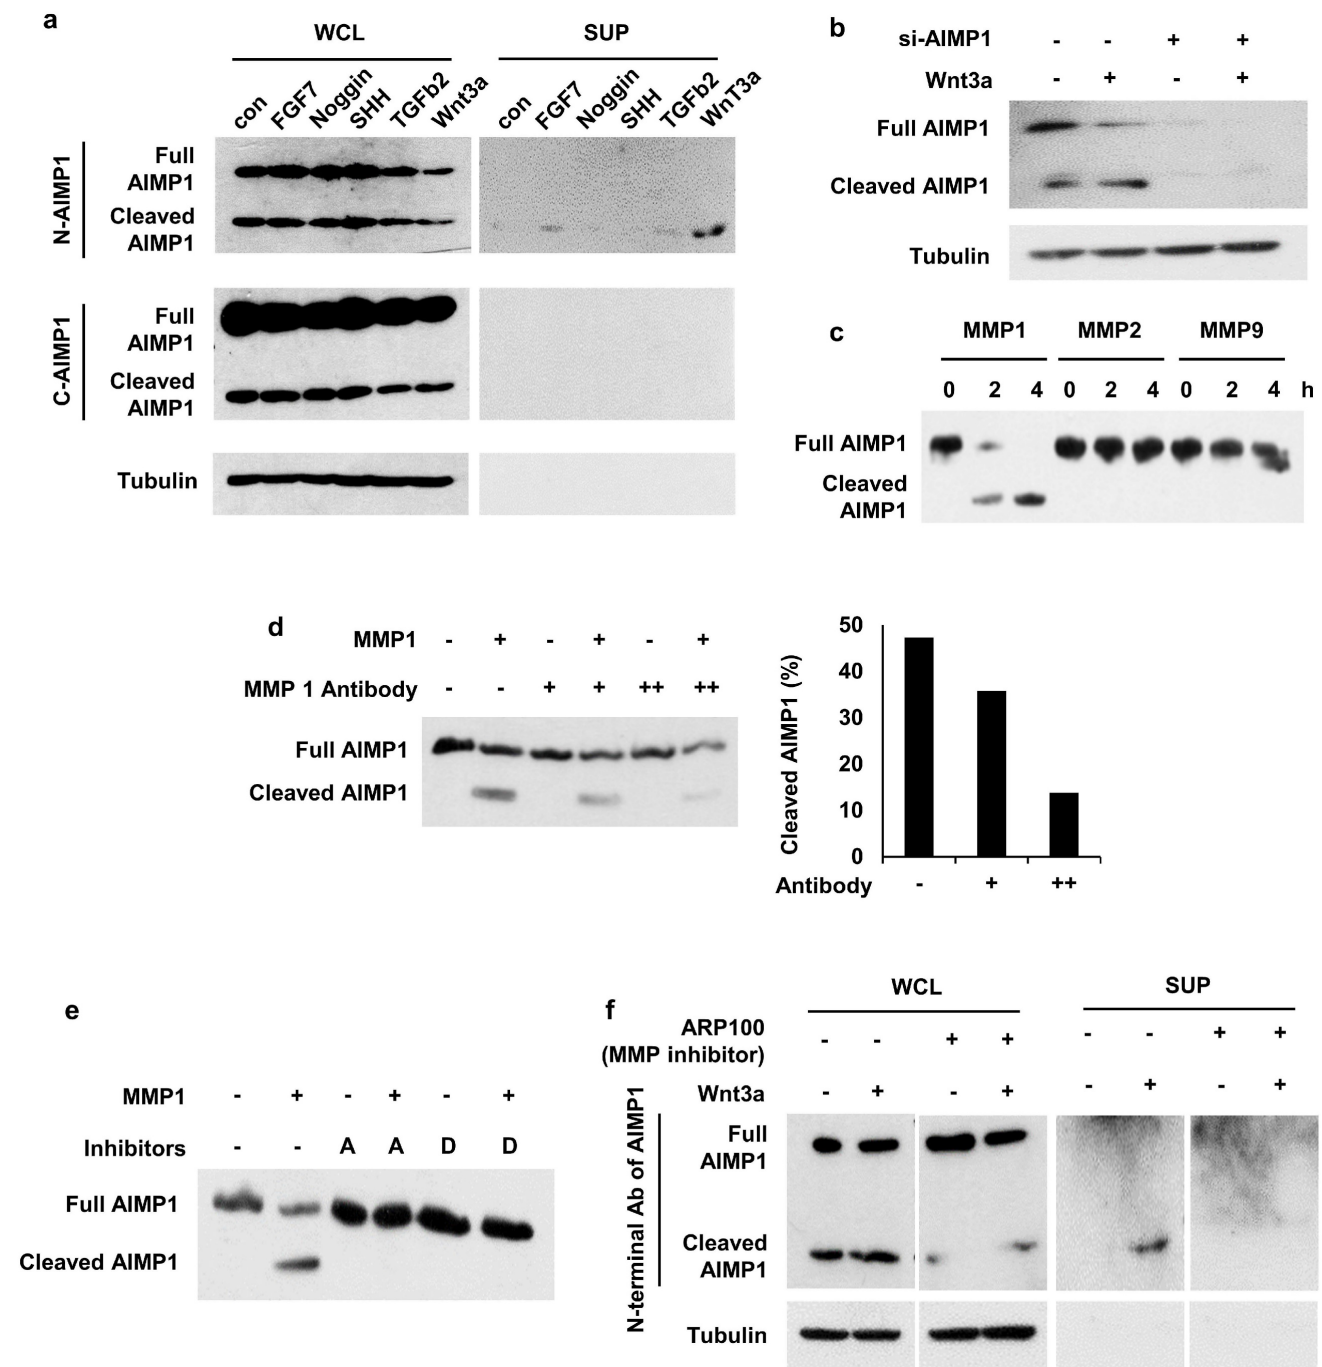 a
WCL
SUP
con FGF7 Noggin SHH TGFb2 Wnt3a
con FGF7 Noggin SHH TGFb2 WnT3a
N-AIMP1
Full
AIMP1
Cleaved
AIMP1
C-AIMP1
Full
AIMP1
Cleaved
AIMP1
Tubulin
b
si-AIMP1 - - + +
Wnt3a - + - +
Full AIMP1
Cleaved AIMP1
Tubulin
c
MMP1 MMP2 MMP9
0 2 4 0 2 4 0 2 4 h
Full AIMP1
Cleaved
AIMP1
d
MMP1 - + - + - +
MMP 1 Antibody - - + + ++ ++
Full AIMP1
Cleaved AIMP1
Cleaved AIMP1 (%)
50
40
30
20
10
0
Antibody - + ++
e
MMP1 - + - + - +
Inhibitors - - A A D D
Full AIMP1
Cleaved AIMP1
f
WCL
SUP
ARP100
(MMP inhibitor)
- - + + - - + +
Wnt3a - + - + - + - +
N-terminal Ab of AIMP1
Full
AIMP1
Cleaved
AIMP1
Tubulin